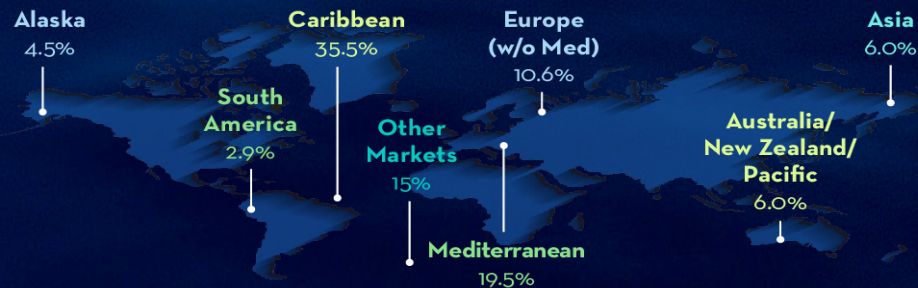 Alaska
4.5%
Caribbean
35.5%
Europe
(w/o Med)
10.6%
Asia
6.0%
South
America
2.9%
Other
Markets
15%
Australia/
New Zealand/
Pacific
6.0%
Mediterranean
19.5%